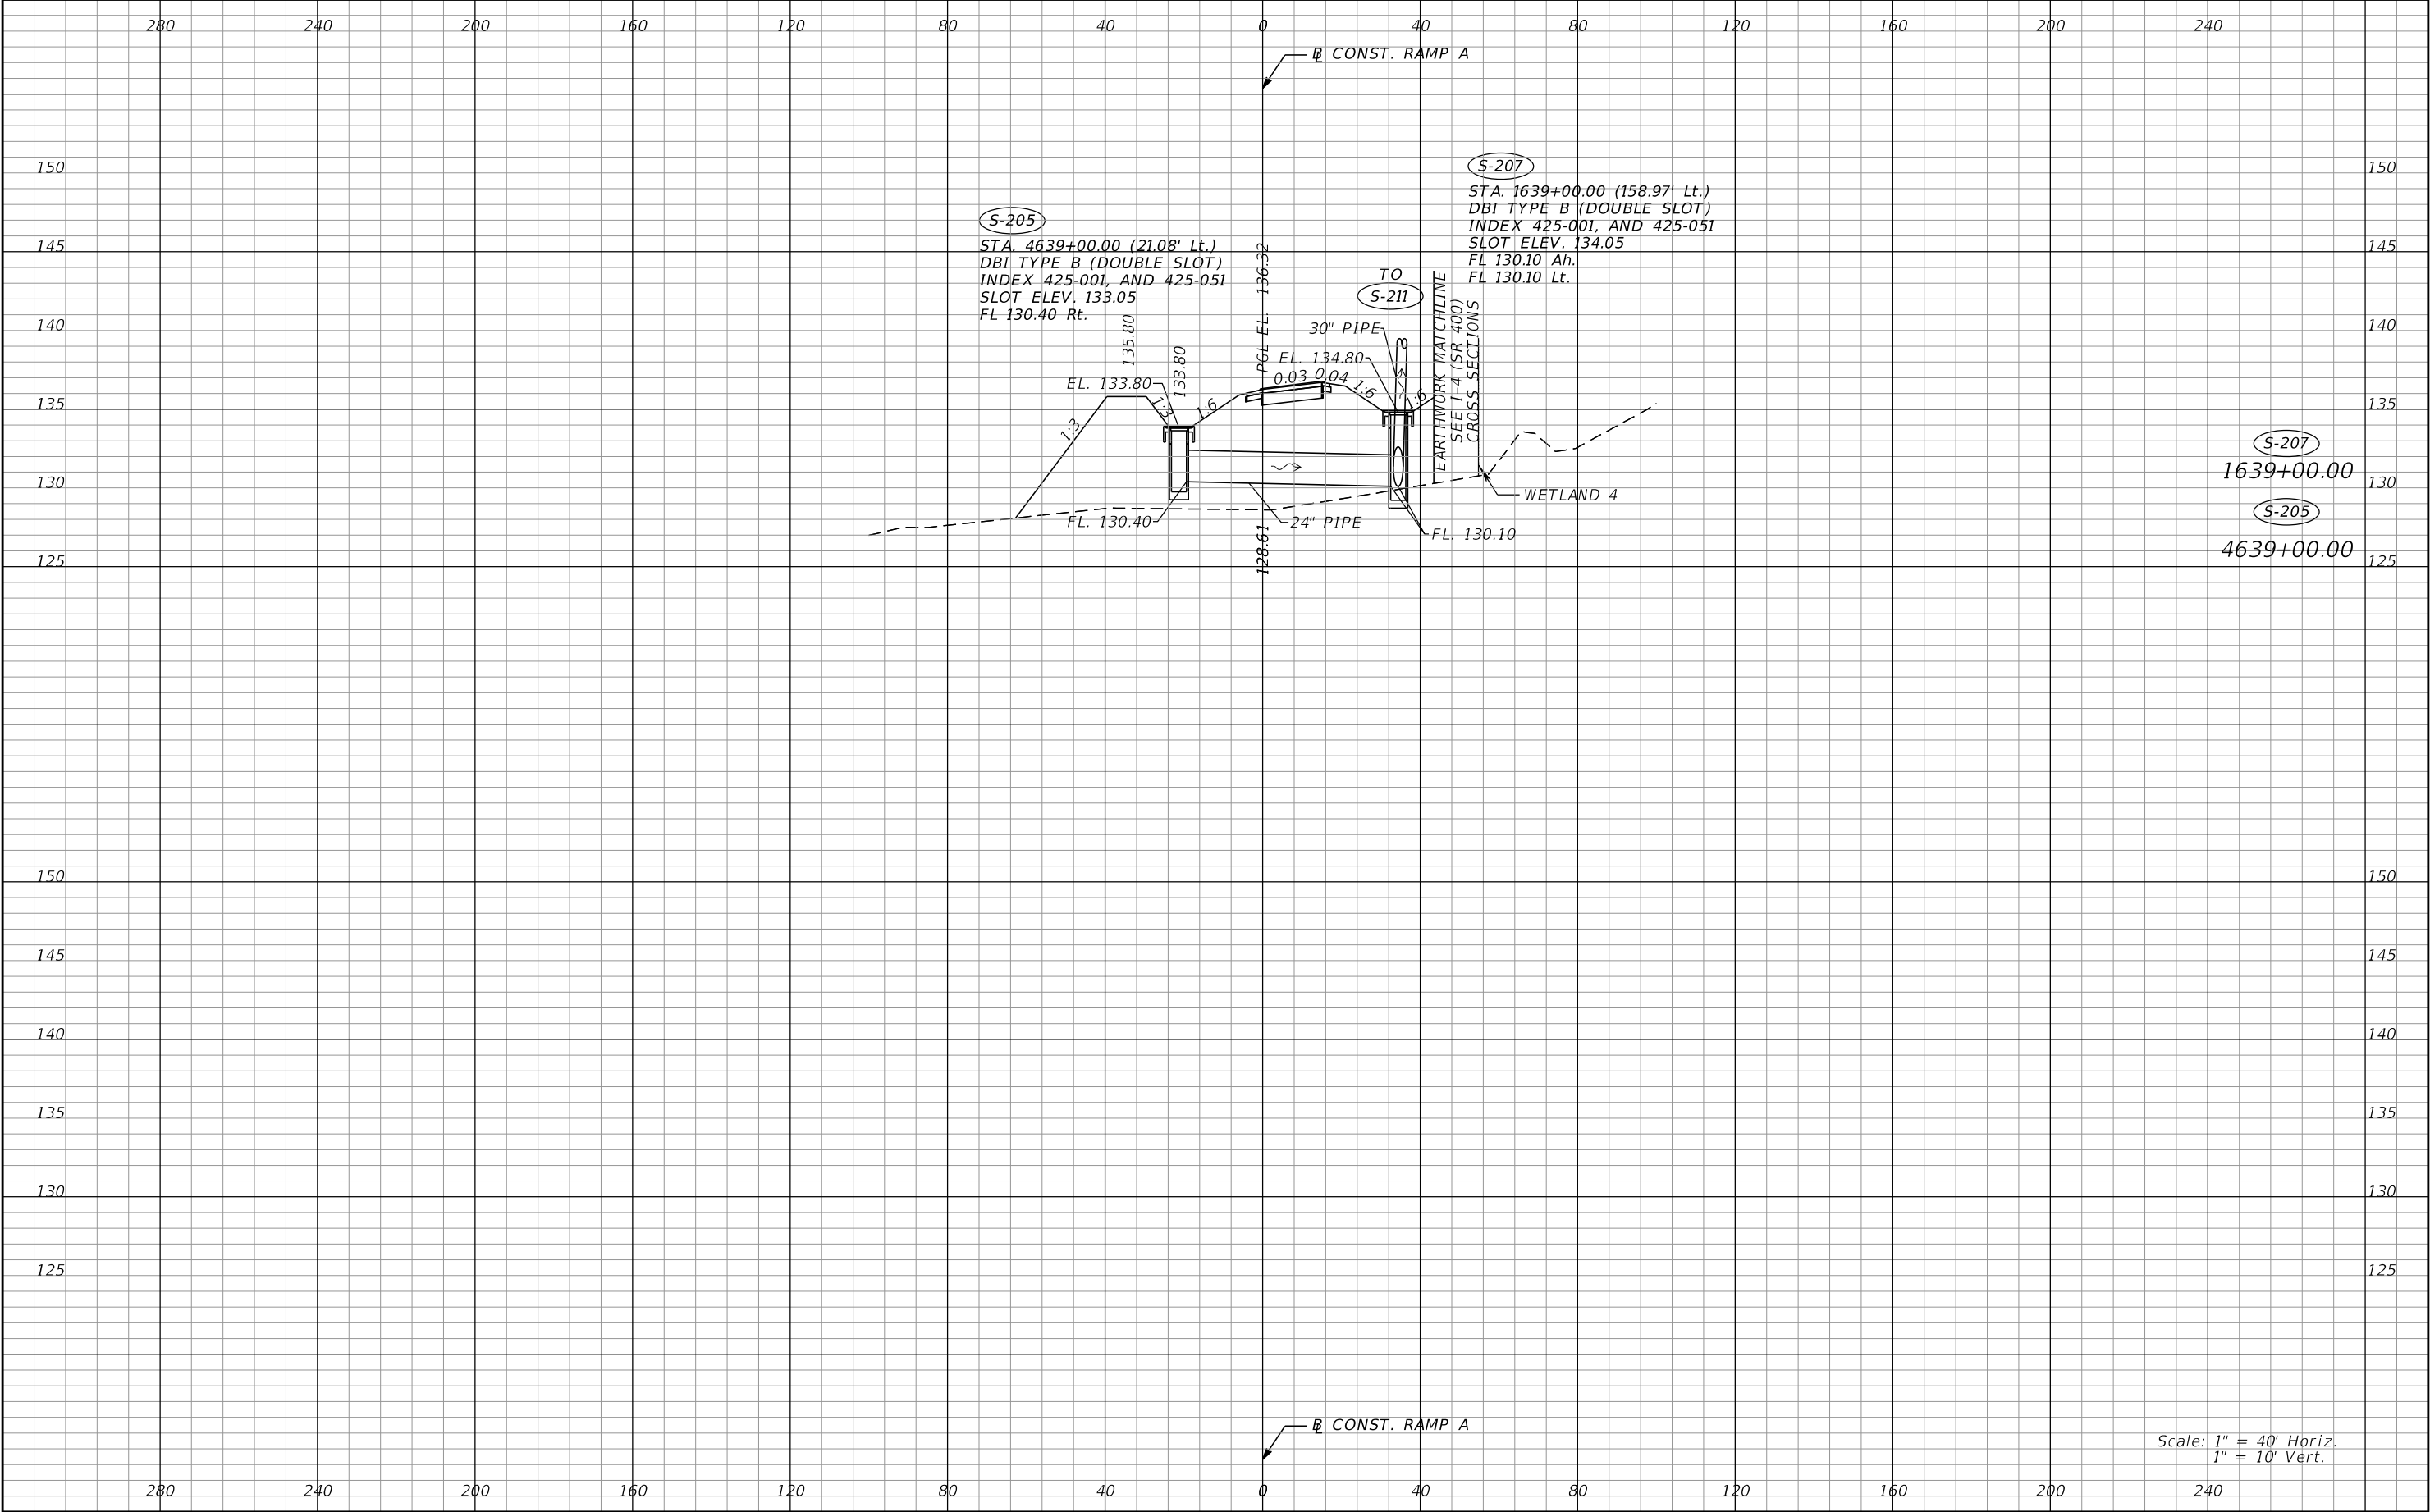 280 240 200 160 120 80 40 0 40 80 120 160 200 240
℄ CONST. RAMP A
150 150
S-207
STA. 1639+00.00 (158.97' Lt.)
DBI TYPE B (DOUBLE SLOT)
INDEX 425-001, AND 425-051
SLOT ELEV. 134.05
FL 130.10 Ah.
FL 130.10 Lt.
S-205
STA. 4639+00.00 (21.08' Lt.)
DBI TYPE B (DOUBLE SLOT)
INDEX 425-001, AND 425-051
SLOT ELEV. 133.05
FL 130.40 Rt.
145 145
PGL EL. 136.32
TO
S-211
EARTHWORK MATCHLINE
SEE I-4 (SR 400)
CROSS SECTIONS
140 140
135.80
133.80
30" PIPE
EL. 134.80
EL. 133.80
0.03 0.04
1:3 1:3 1:6 1:6 1:6
135 135
S-207
1639+00.00
130 130
WETLAND 4
S-205
FL. 130.40
24" PIPE
FL. 130.10
128.61
4639+00.00
125 125
150 150
145 145
140 140
135 135
130 130
125 125
℄ CONST. RAMP A
Scale: 1" = 40' Horiz.
1" = 10' Vert.
280 240 200 160 120 80 40 0 40 80 120 160 200 240